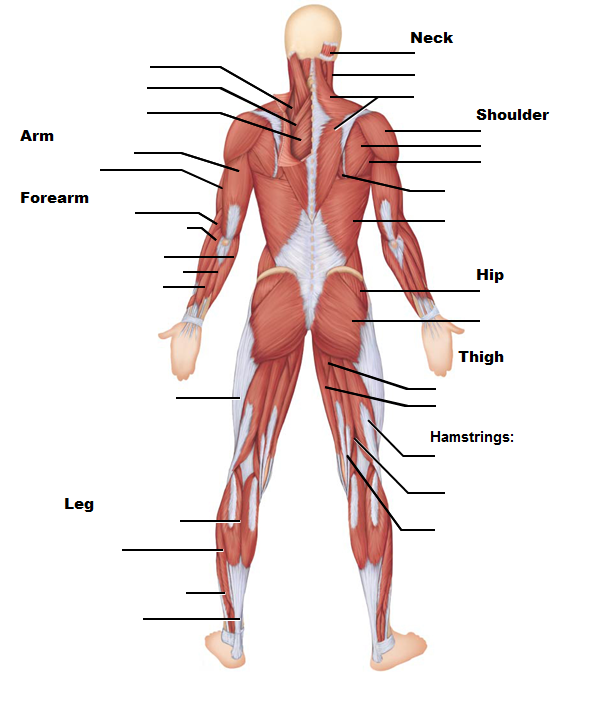 Neck
Shoulder
Arm
Forearm
Hip
Thigh
Hamstrings:
Leg